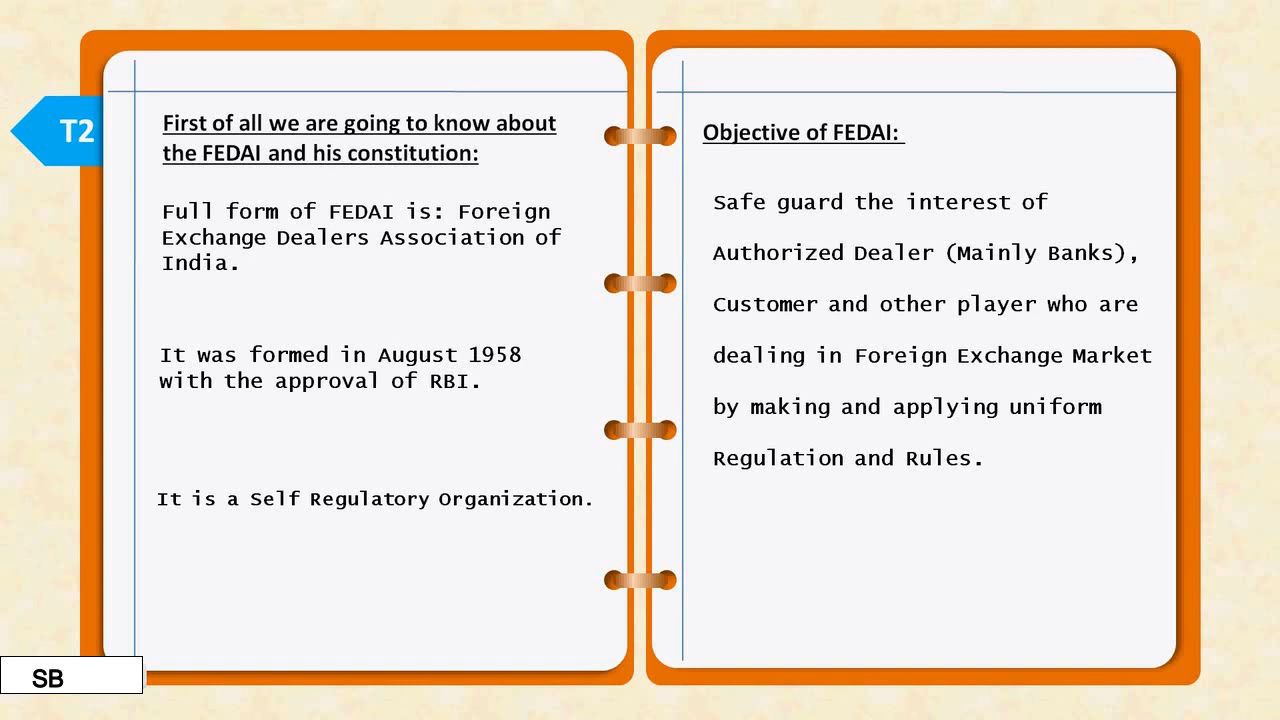 T2
First of all we are going to know about
the FEDAI and his constitution:
Full form of FEDAI is: Foreign
Exchange Dealers Association of
India.
It was formed in August 1958
with the approval of RBI.
It is a Self Regulatory Organization.
Objective of FEDAI:
Safe guard the interest of
Authorized Dealer (Mainly Banks),
Customer and other player who are
dealing in Foreign Exchange Market
by making and applying uniform
Regulation and Rules.
SB